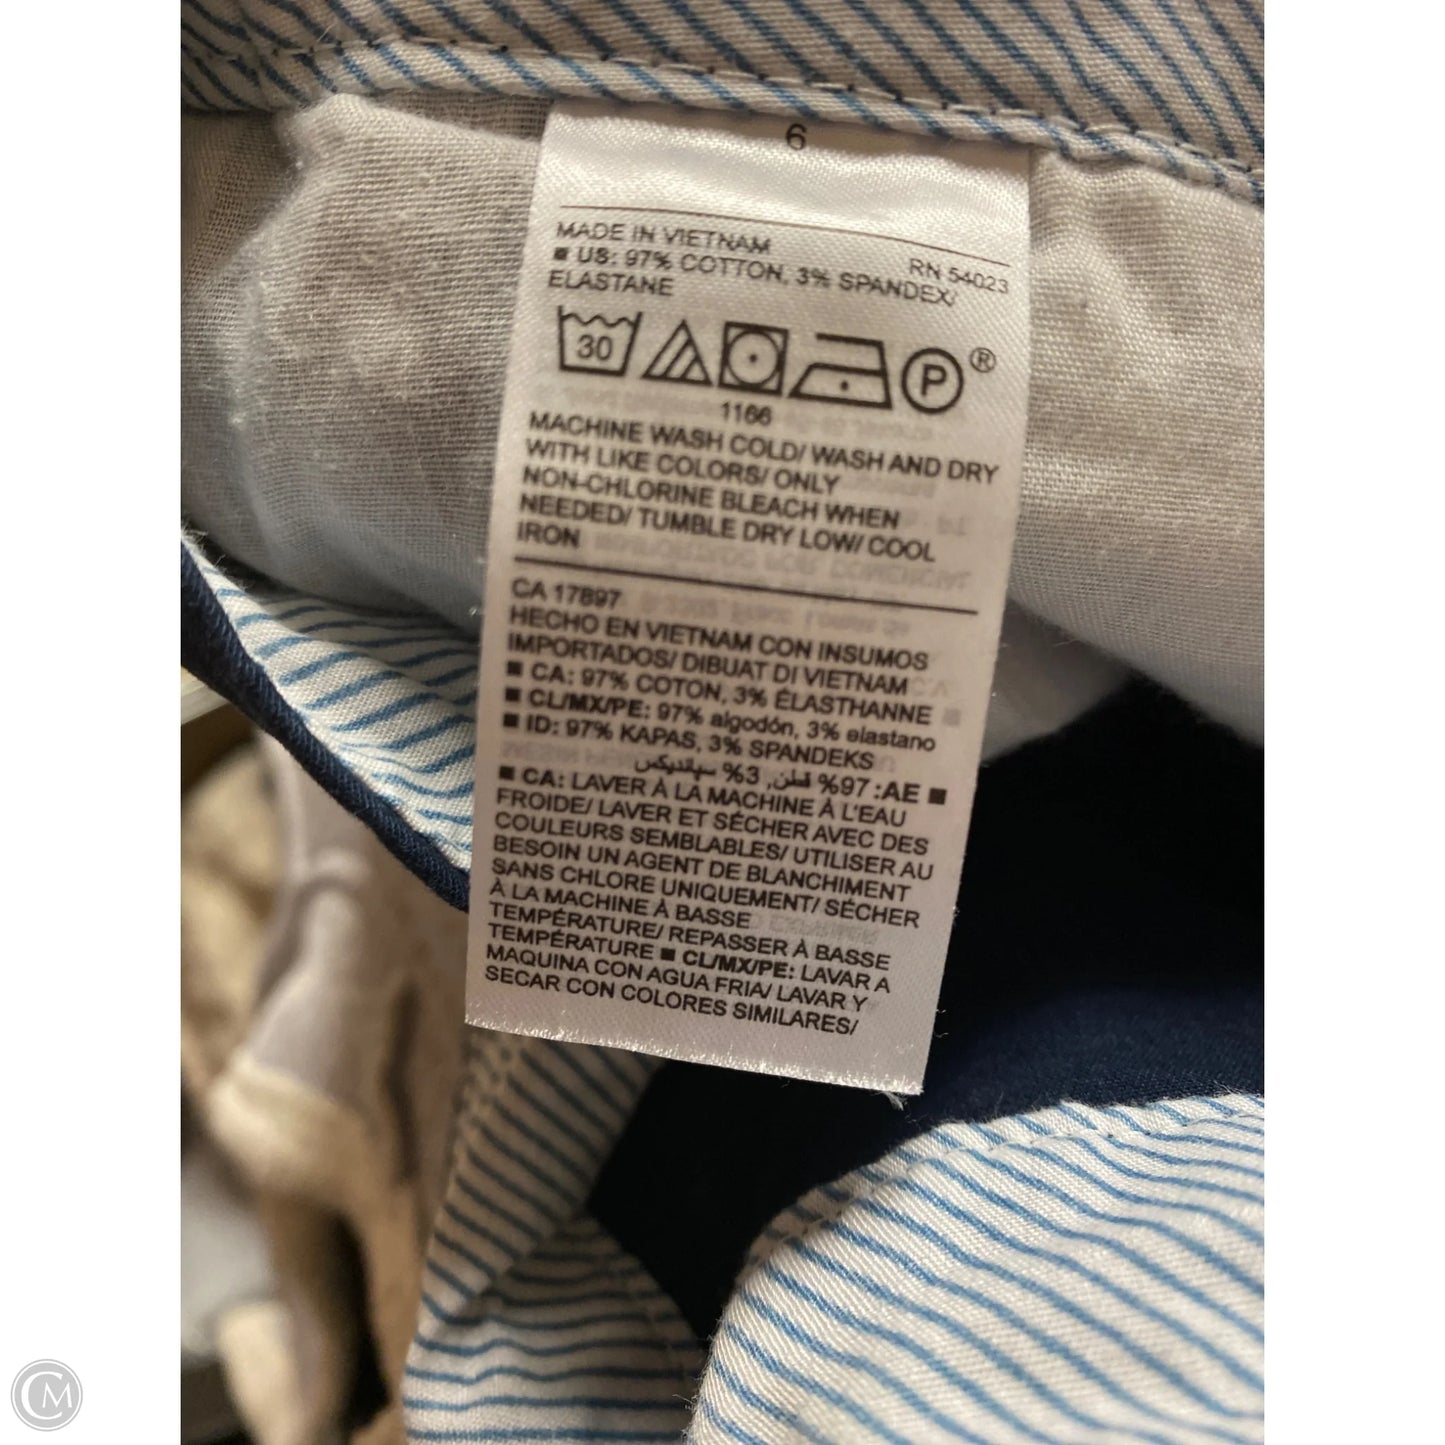 6
MADE IN VIETNAM
RN 54023
■ US: 97% COTTON, 3% SPANDEX/
ELASTANE
30
P ®
1166
MACHINE WASH COLD/ WASH AND DRY
WITH LIKE COLORS/ ONLY
NON-CHLORINE BLEACH WHEN
NEEDED/ TUMBLE DRY LOW/ COOL
IRON
CA 17897
HECHO EN VIETNAM CON INSUMOS
IMPORTADOS/ DIBUAT DI VIETNAM
■ CA: 97% COTON, 3% ÉLASTHANNE
■ CL/MX/PE: 97% algodón, 3% elastano
■ ID: 97% KAPAS, 3% SPANDEKS
■ AE: 97% قطن, 3% سپانديكس
■ CA: LAVER À LA MACHINE À L'EAU
FROIDE/ LAVER ET SÉCHER AVEC DES
COULEURS SEMBLABLES/ UTILISER AU
BESOIN UN AGENT DE BLANCHIMENT
SANS CHLORE UNIQUEMENT/ SÉCHER
À LA MACHINE À BASSE
TEMPÉRATURE/ REPASSER À BASSE
TEMPÉRATURE ■ CL/MX/PE: LAVAR A
MAQUINA CON AGUA FRIA/ LAVAR Y
SECAR CON COLORES SIMILARES/
CM